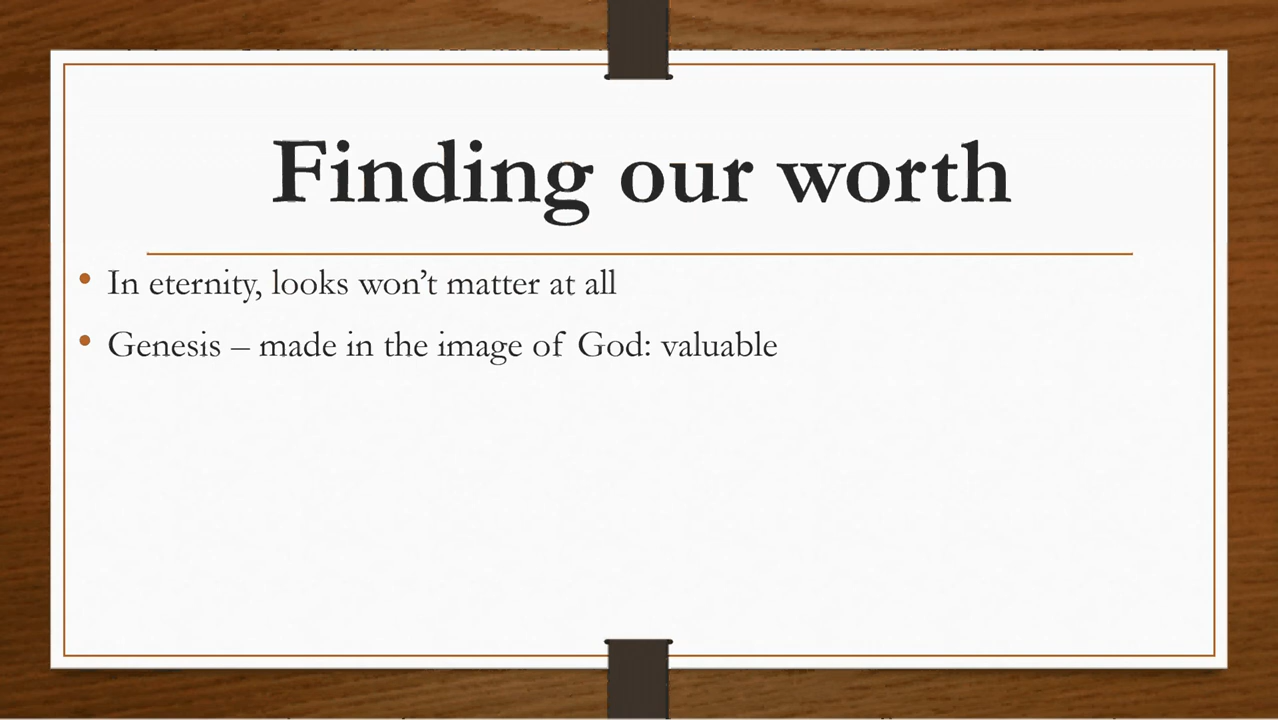 Finding our worth
• In eternity, looks won’t matter at all
• Genesis – made in the image of God: valuable